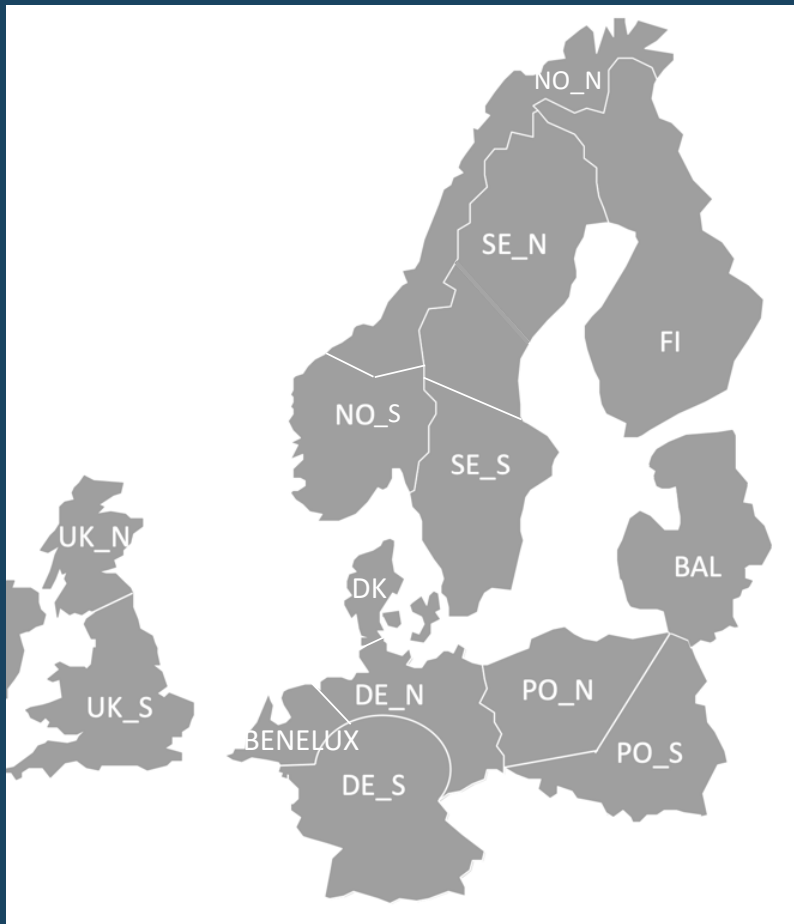 NO_N
SE_N
FI
NO_S
SE_S
UK_N
BAL
DK
DE_N
PO_N
UK_S
BENELUX
PO_S
DE_S